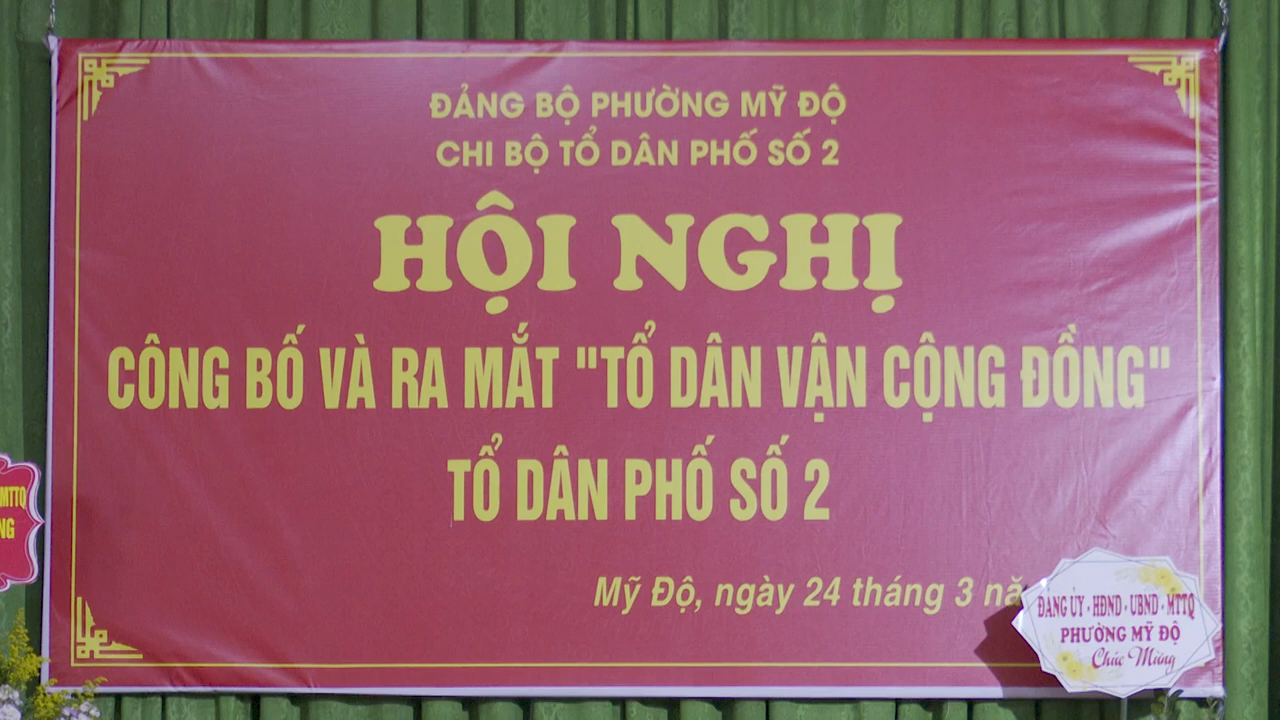 ĐẢNG BỘ PHƯỜNG MỸ ĐỘ
CHI BỘ TỔ DÂN PHỐ SỐ 2
HỘI NGHỊ
CÔNG BỐ VÀ RA MẮT "TỔ DÂN VẬN CỘNG ĐỒNG"
TỔ DÂN PHỐ SỐ 2
Mỹ Độ, ngày 24 tháng 3
ĐẢNG ỦY - HĐND - UBND - MTTQ
PHƯỜNG MỸ ĐỘ
Chúc Mừng
MTTQ